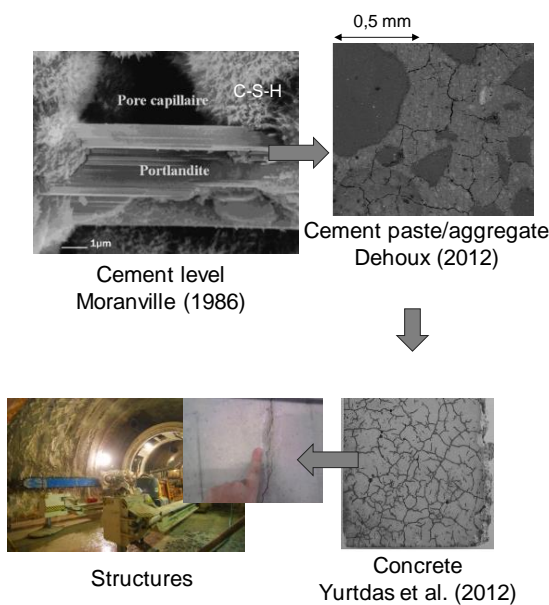 0,5 mm
C-S-H
Pore capillaire
Portlandite
1µm
Cement level
Moranville (1986)
Cement paste/aggregate
Dehoux (2012)
Structures
Concrete
Yurtdas et al. (2012)